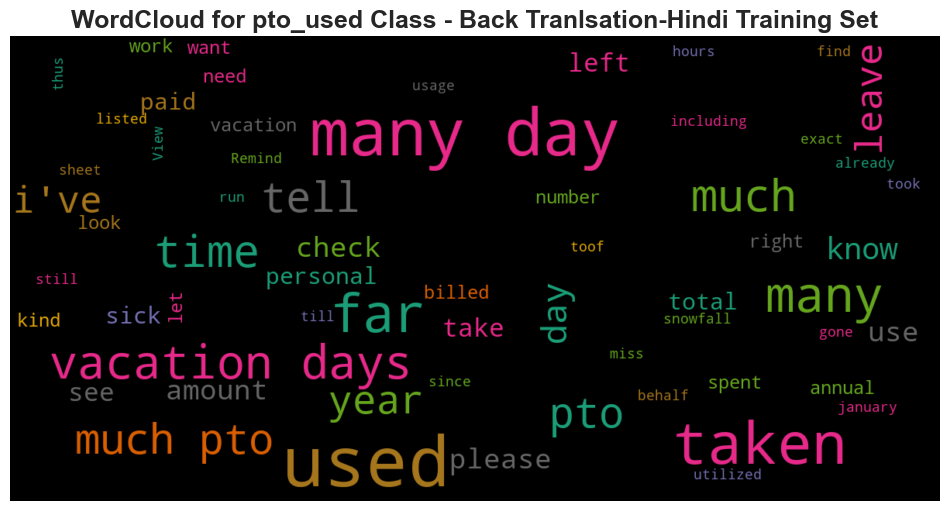 WordCloud for pto_used Class - Back Tranlsation-Hindi Training Set
work want
hours find
thus
need
left
leave
usage
paid
listed
many day
including
View
vacation
exact
Remind
already
sheet
took
i've
run
tell
number
much
look
time
check
toof
right
know
personal
still
day
many
kind
sick
let
till
far
billed
take
total
snowfall
gone
use
vacation days
miss
see
amount
since
year
behalf
spent
annual
january
pto
much pto
used
please
taken
utilized